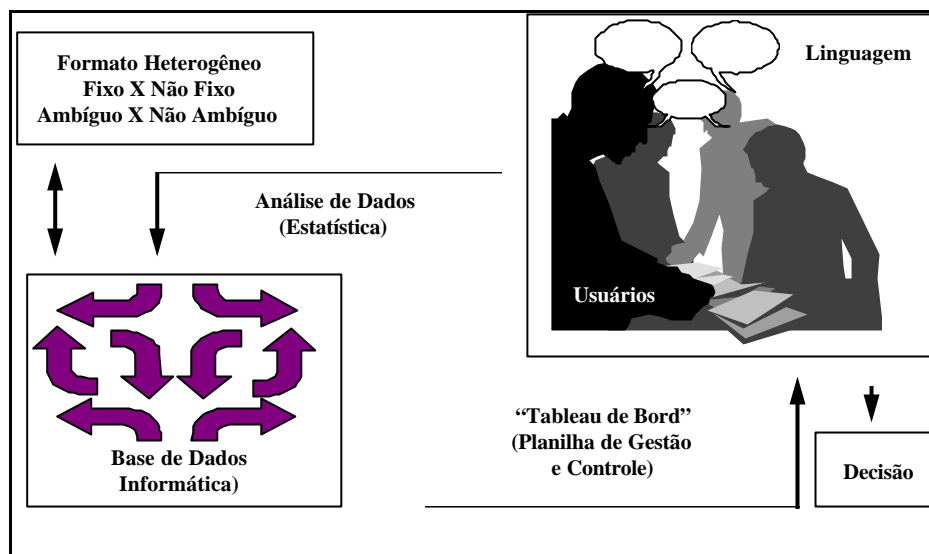 Formato Heterogêneo
Fixo X Não Fixo
Ambíguo X Não Ambíguo
Linguagem
Análise de Dados
(Estatística)
Usuários
“Tableau de Bord”
(Planilha de Gestão
e Controle)
Base de Dados
Informática)
Decisão